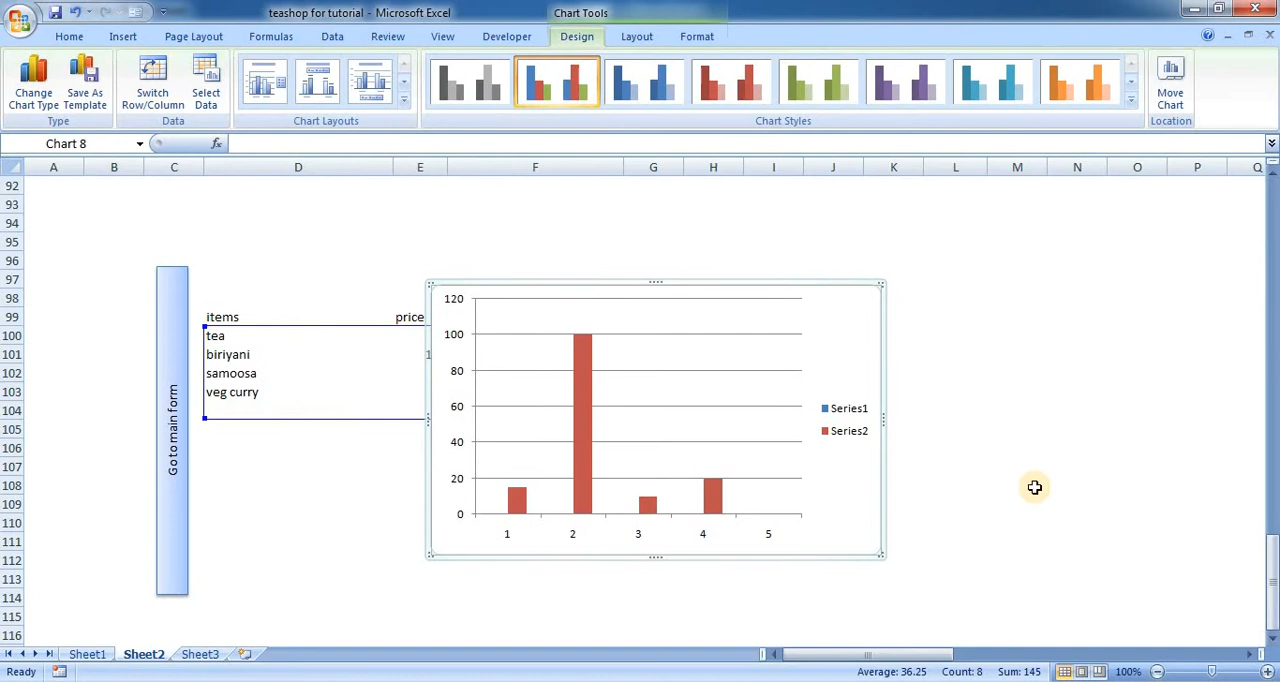 teashop for tutorial - Microsoft Excel
Chart Tools
Home Insert Page Layout Formulas Data Review View Developer Design Layout Format
Change Chart Type
Save As Template
Switch Row/Column
Select Data
Move Chart
Type
Data
Chart Layouts
Chart Styles
Location
Chart 8
fx
A B C D E F G H I J K L M N O P Q
92
93
94
95
96
97
98
99 items price
100 tea
101 biriyani 1
102 samoosa
103 veg curry
104
105
106
107
108
109
110
111
112
113
114
115
116
Go to main form
120
100
80
60
40
20
0
1 2 3 4 5
Series1
Series2
Sheet1 Sheet2 Sheet3
Ready
Average: 36.25 Count: 8 Sum: 145
100%